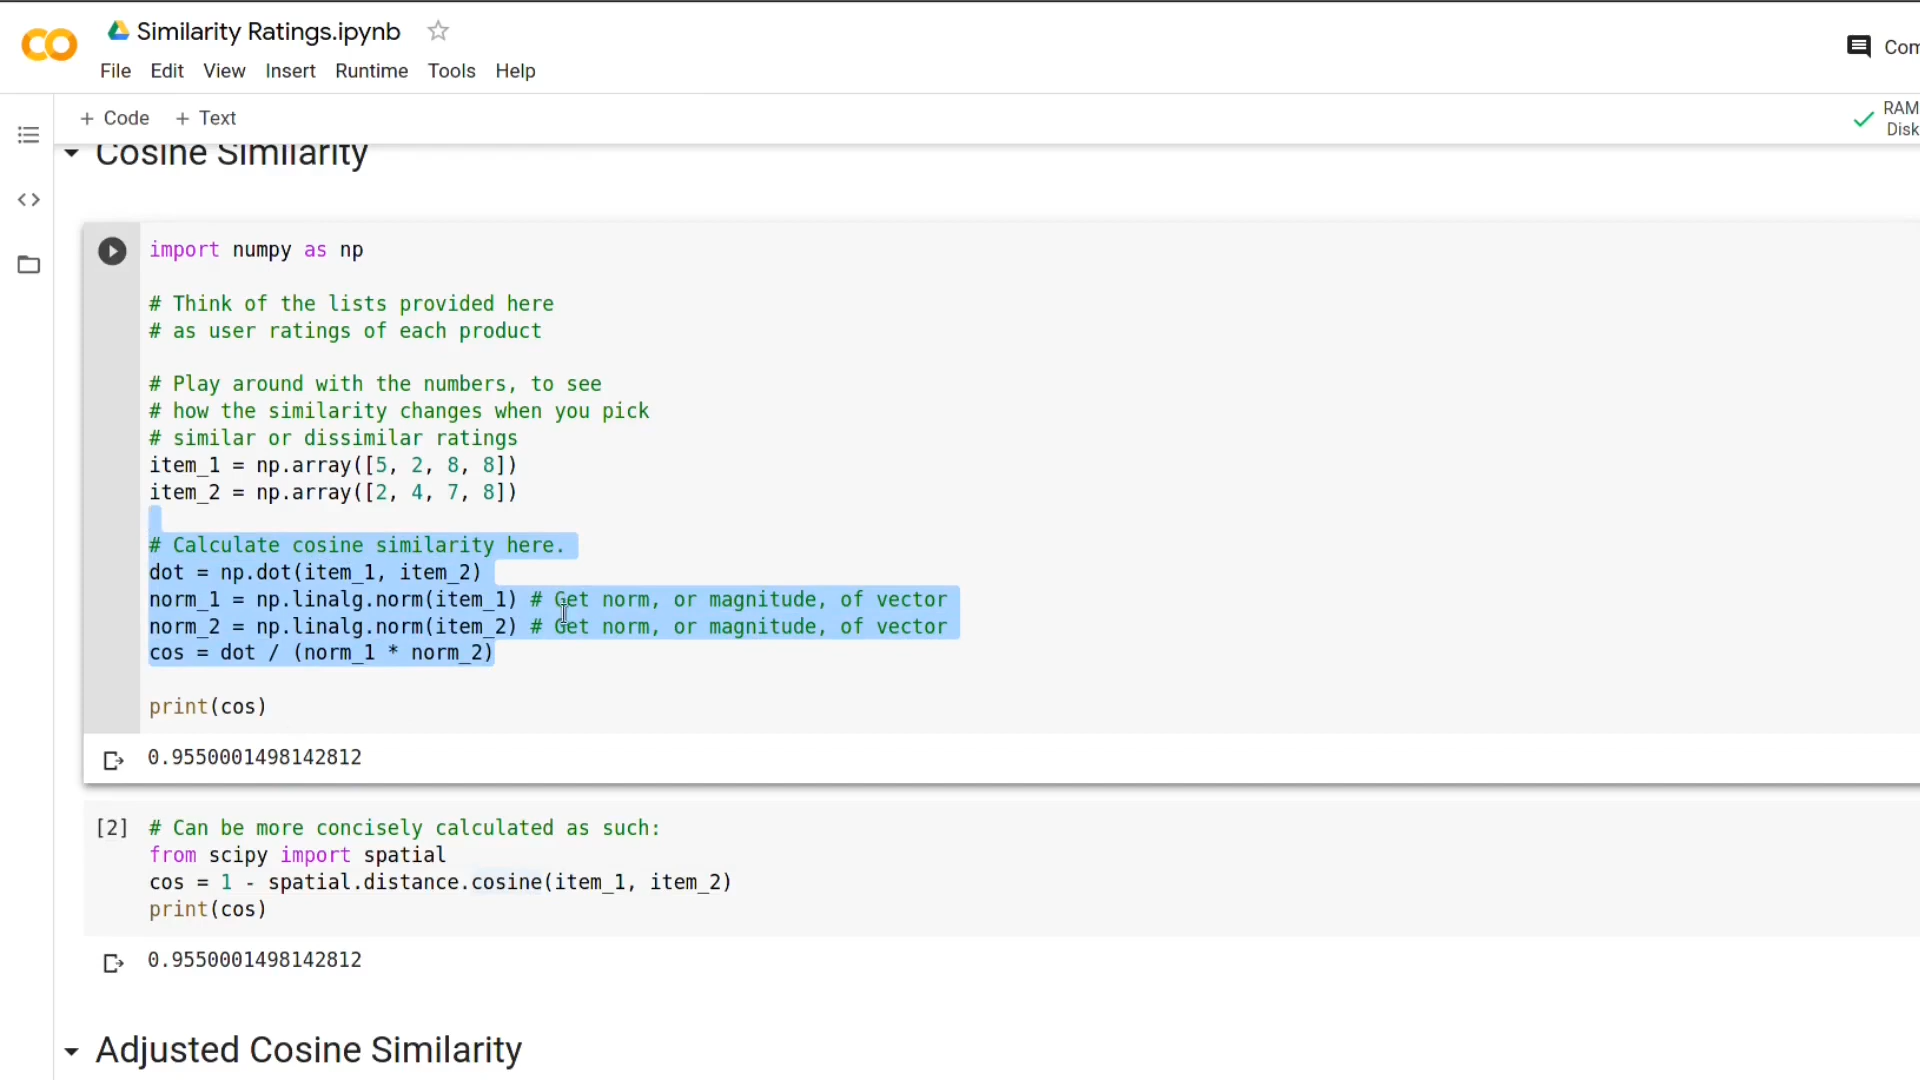 Similarity Ratings.ipynb
File Edit View Insert Runtime Tools Help
Com
+ Code + Text
RAM
Disk
Cosine Similarity
import numpy as np
# Think of the lists provided here
# as user ratings of each product
# Play around with the numbers, to see
# how the similarity changes when you pick
# similar or dissimilar ratings
item_1 = np.array([5, 2, 8, 8])
item_2 = np.array([2, 4, 7, 8])
# Calculate cosine similarity here.
dot = np.dot(item_1, item_2)
norm_1 = np.linalg.norm(item_1) # Get norm, or magnitude, of vector
norm_2 = np.linalg.norm(item_2) # Get norm, or magnitude, of vector
cos = dot / (norm_1 * norm_2)
print(cos)
0.9550001498142812
[2] # Can be more concisely calculated as such:
from scipy import spatial
cos = 1 - spatial.distance.cosine(item_1, item_2)
print(cos)
0.9550001498142812
Adjusted Cosine Similarity